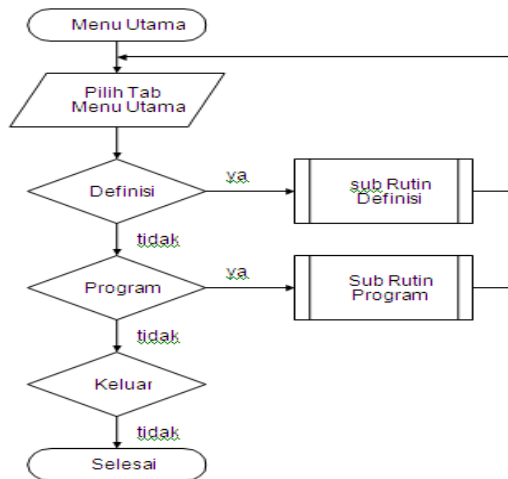 Menu Utama
Pilih Tab
Menu Utama
Definisi
ya
sub Rutin
Definisi
tidak
Program
ya
Sub Rutin
Program
tidak
Keluar
tidak
Selesai